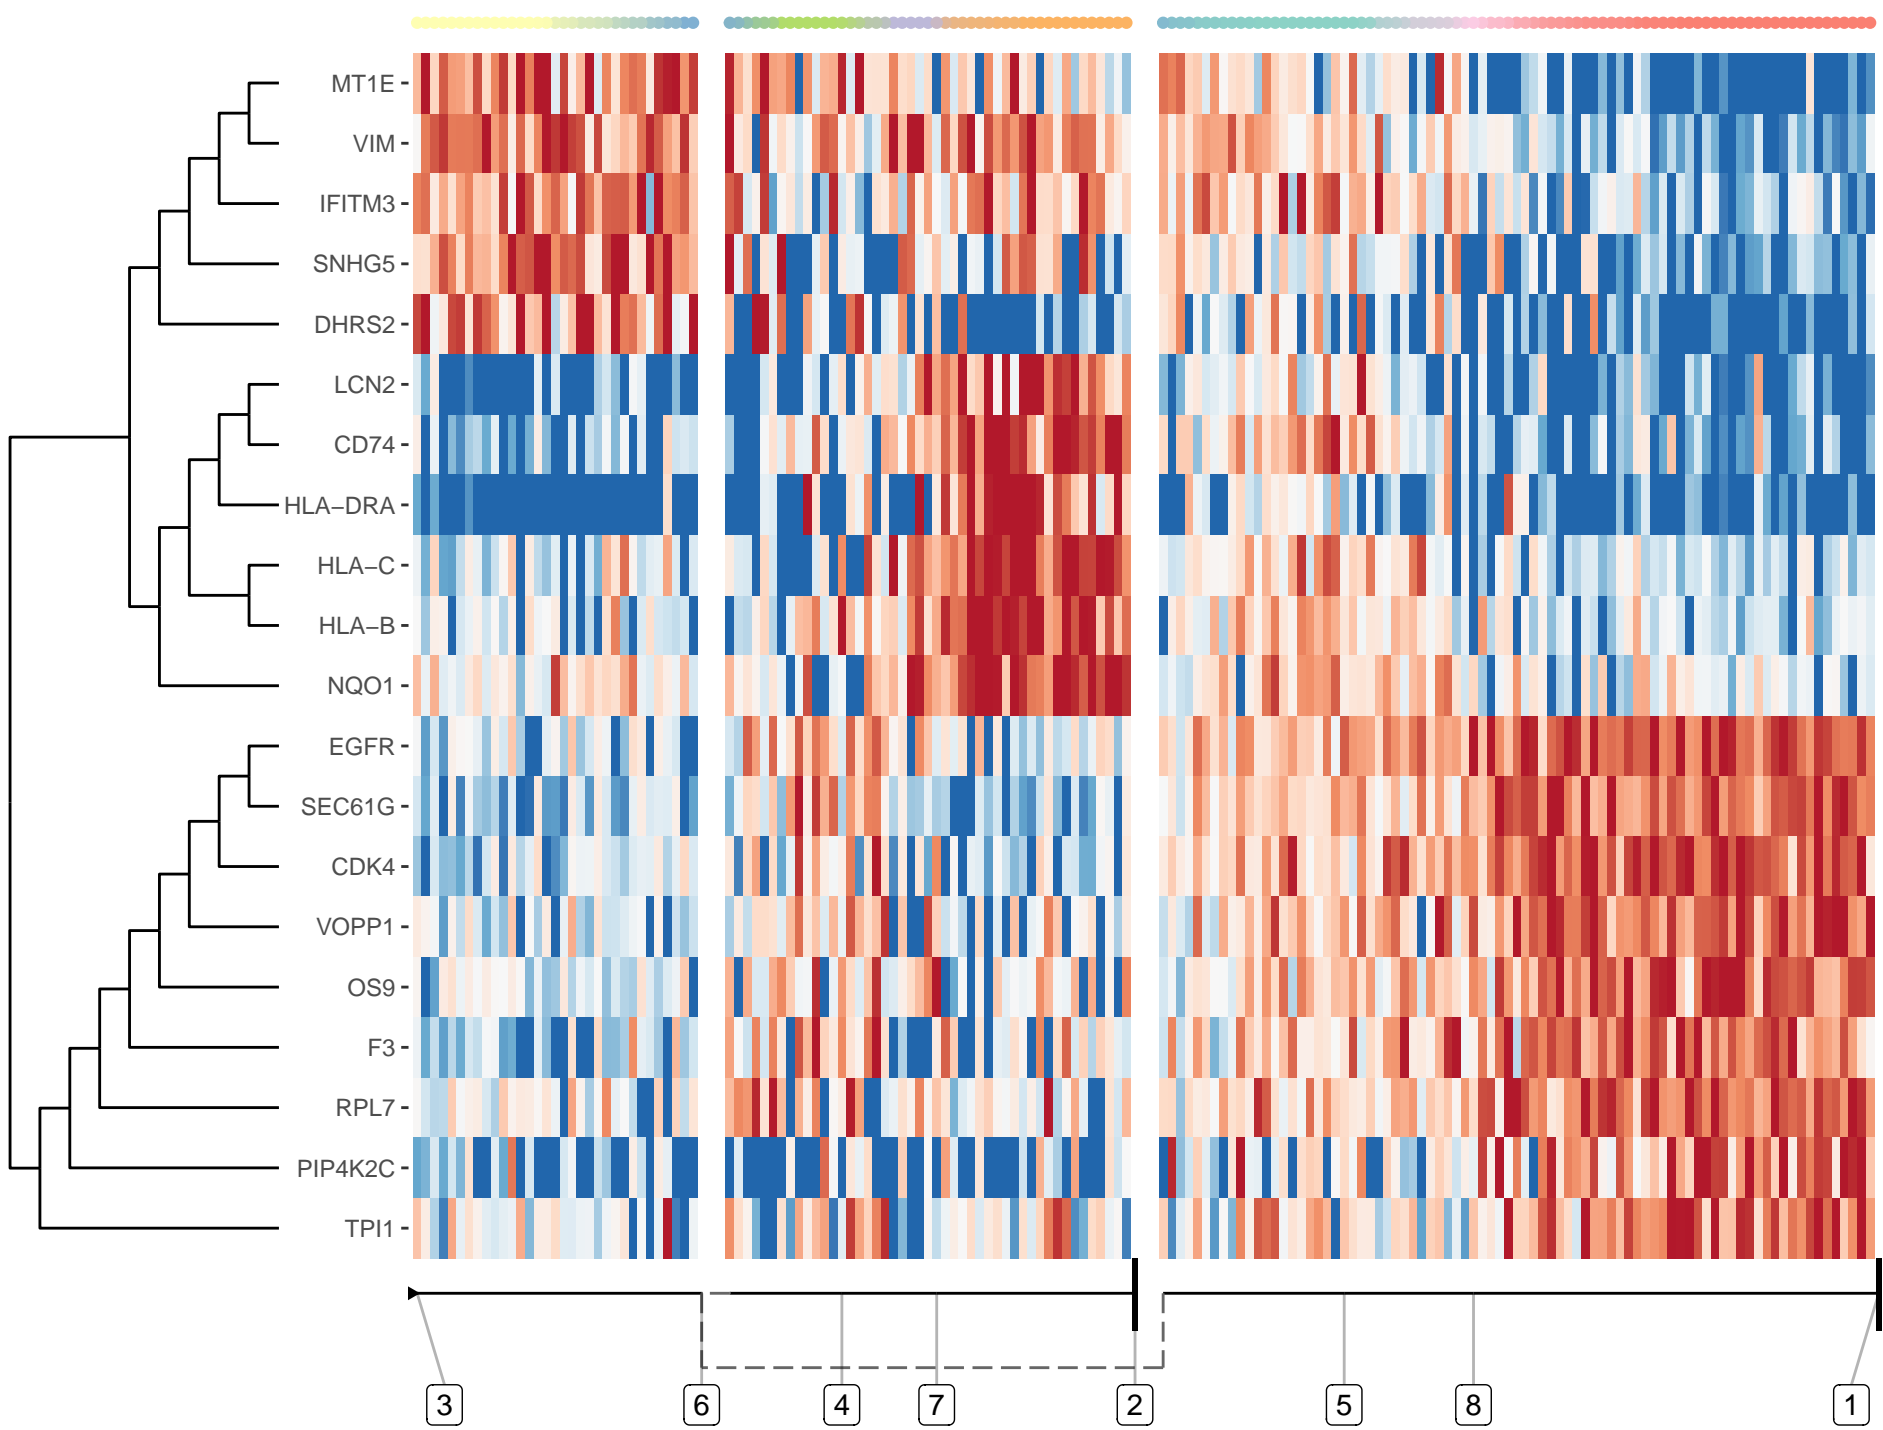 MT1E
VIM
IFITM3
SNHG5
DHRS2
LCN2
CD74
HLA−DRA
HLA−C
HLA−B
NQO1
EGFR
SEC61G
CDK4
VOPP1
OS9
F3
RPL7
PIP4K2C
TPI1
3 6 4 7 2 5 8 1